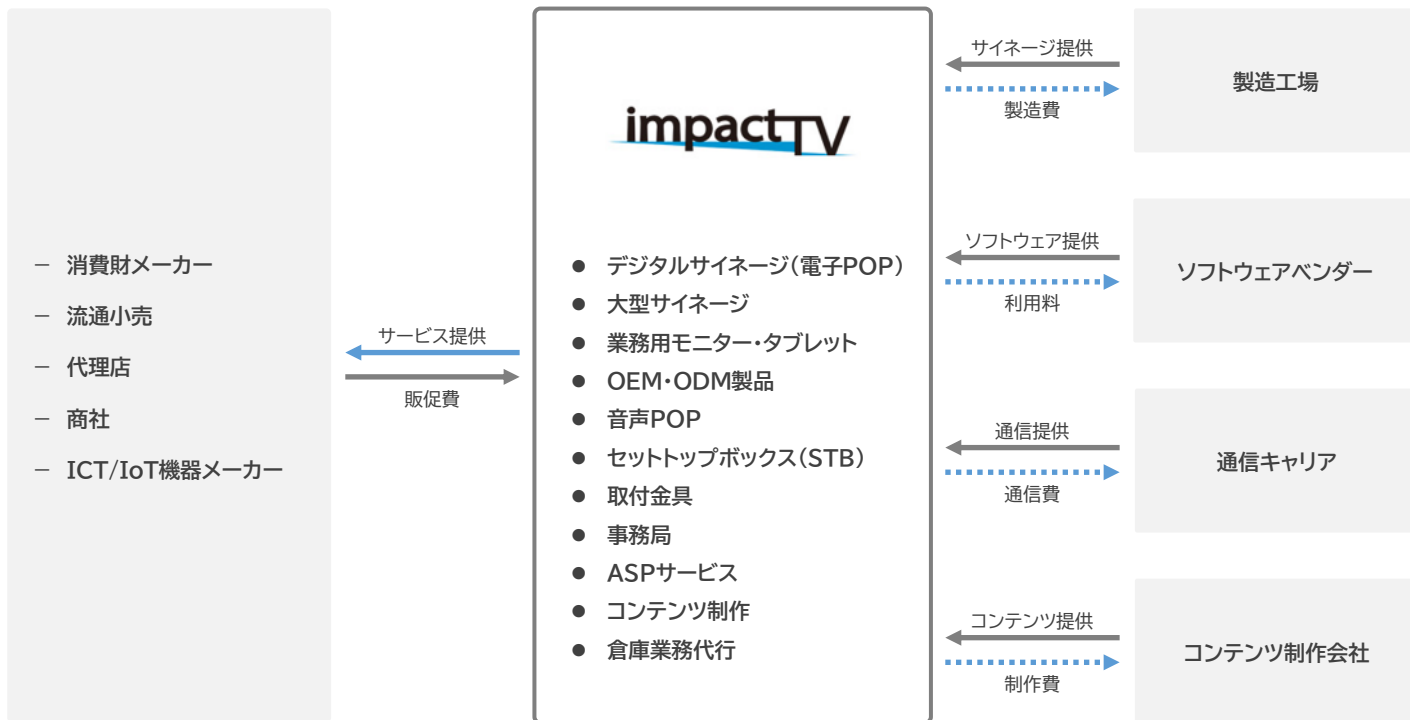 — 消費財メーカー
— 流通小売
— 代理店
— 商社
— ICT/IoT機器メーカー
サービス提供
販促費
impactTV
● デジタルサイネージ(電子POP)
● 大型サイネージ
● 業務用モニター・タブレット
● OEM・ODM製品
● 音声POP
● セットトップボックス(STB)
● 取付金具
● 事務局
● ASPサービス
● コンテンツ制作
● 倉庫業務代行
サイネージ提供
製造費
製造工場
ソフトウェア提供
利用料
ソフトウェアベンダー
通信提供
通信費
通信キャリア
コンテンツ提供
制作費
コンテンツ制作会社